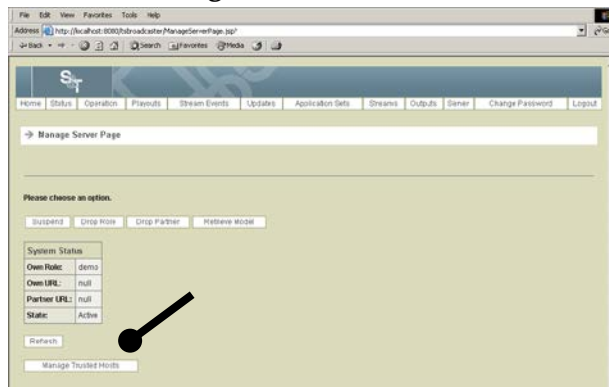 File Edit View Favorites Tools Help
Address http://localhost:8080/tsbroadcaster/ManageServerPage.jsp?
Back Search Favorites Media
S&T
Home Status Operation Playouts Stream Events Updates Application Sets Streams Outputs Server Change Password Logout
Manage Server Page
Please choose an option.
Suspend Drop Role Drop Partner Retrieve Model
System Status
Own Role: demo
Own URL: null
Partner URL: null
State: Active
Refresh
Manage Trusted Hosts